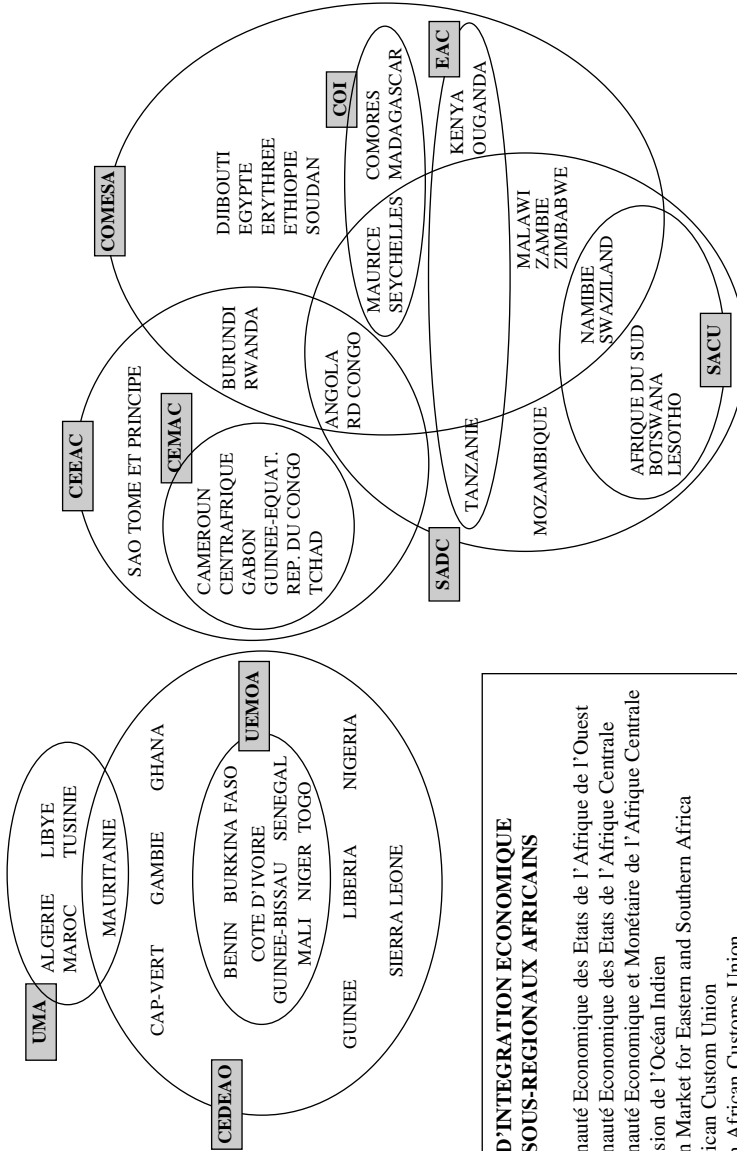 UMA
ALGERIE LIBYE
MAROC TUSINIE
MAURITANIE
CEDEAO
CAP-VERT GAMBIE GHANA
UEMOA
BENIN BURKINA FASO
COTE D'IVOIRE
GUINEE-BISSAU SENEGAL
MALI NIGER TOGO
GUINEE LIBERIA NIGERIA
SIERRA LEONE
CEEAC
SAO TOME ET PRINCIPE
CEMAC
CAMEROUN
CENTRAFRIQUE
GABON
GUINEE-EQUAT.
REP. DU CONGO
TCHAD
BURUNDI
RWANDA
ANGOLA
RD CONGO
COMESA
DJIBOUTI
EGYPTE
ERYTHREE
ETHIOPIE
SOUDAN
COI
MAURICE COMORES
SEYCHELLES MADAGASCAR
EAC
TANZANIE
KENYA
OUGANDA
SADC
MOZAMBIQUE
MALAWI
ZAMBIE
ZIMBABWE
NAMIBIE
SWAZILAND
AFRIQUE DU SUD
BOTSWANA
LESOTHO
SACU
D'INTEGRATION ECONOMIQUE
SOUS-REGIONAUX AFRICAINS
nauté Economique des Etats de l'Afrique de l'Ouest
nauté Economique des Etats de l'Afrique Centrale
nauté Economique et Monétaire de l'Afrique Centrale
sion de l'Océan Indien
n Market for Eastern and Southern Africa
ican Custom Union
n African Customs Union